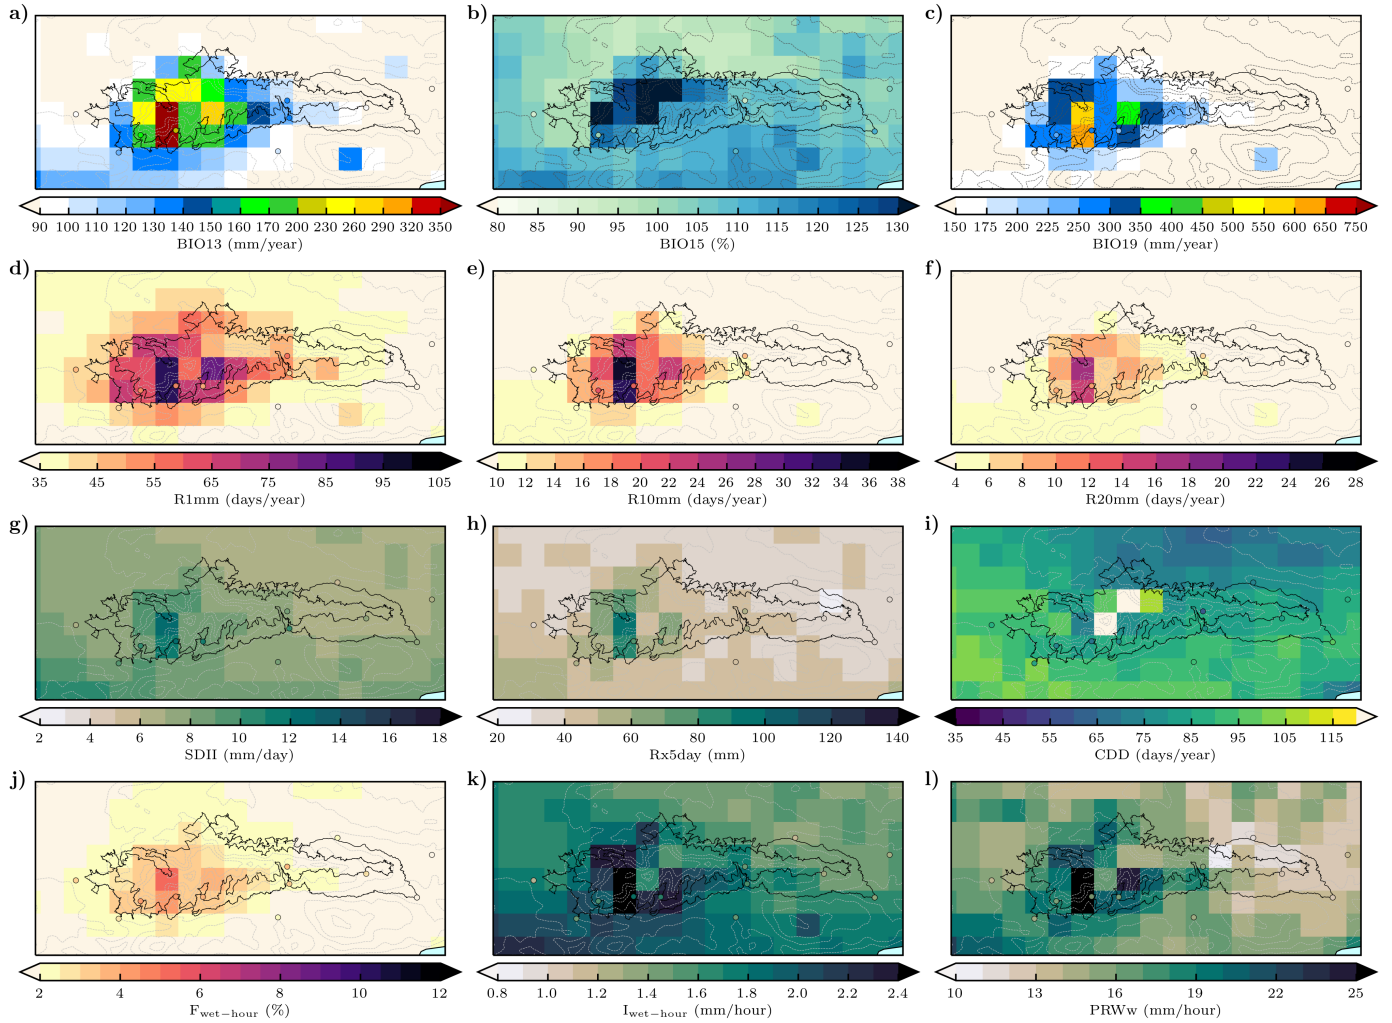 a) b) c)
90 100 110 120 130 140 160 170 200 230 260 290 320 350
BIO13 (mm/year)
80 85 90 95 100 105 110 115 120 125 130
BIO15 (%)
150 175 200 225 250 300 350 400 450 500 550 600 650 750
BIO19 (mm/year)
d) e) f)
35 45 55 65 75 85 95 105
R1mm (days/year)
10 12 14 16 18 20 22 24 26 28 30 32 34 36 38
R10mm (days/year)
4 6 8 10 12 14 16 18 20 22 24 26 28
R20mm (days/year)
g) h) i)
2 4 6 8 10 12 14 16 18
SDII (mm/day)
20 40 60 80 100 120 140
Rx5day (mm)
35 45 55 65 75 85 95 105 115
CDD (days/year)
j) k) l)
2 4 6 8 10 12
Fwet−hour (%)
0.8 1.0 1.2 1.4 1.6 1.8 2.0 2.2 2.4
Iwet−hour (mm/hour)
10 13 16 19 22 25
PRWw (mm/hour)